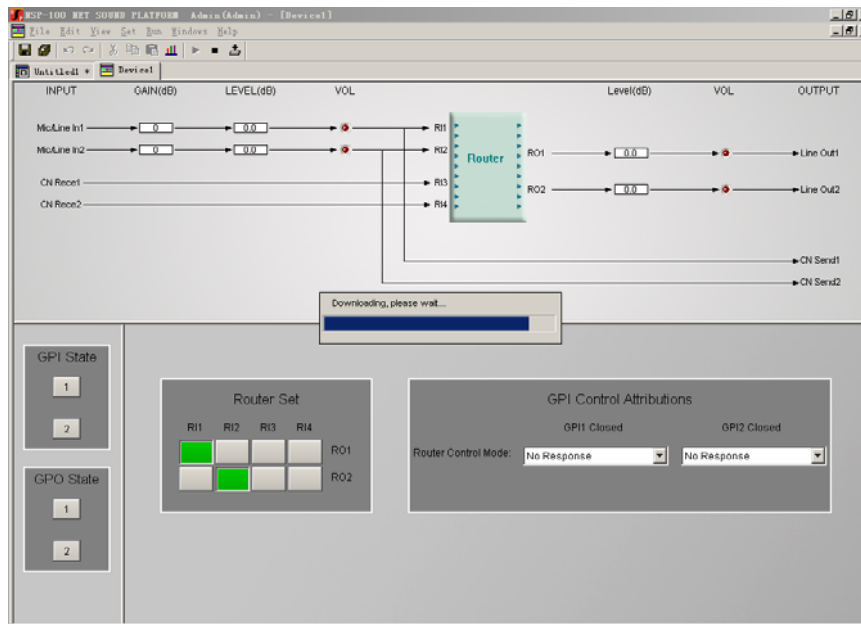 NSP-100 NET SOUND PLATFORM Admin(Admin) - [Device1]
File Edit View Set Run Windows Help
Untitled1 * Device1
INPUT GAIN(dB) LEVEL(dB) VOL Level(dB) VOL OUTPUT
Mic/Line In1 0 0.0 RI1
Mic/Line In2 0 0.0 RI2 Router RO1 0.0 Line Out1
CN Rece1 RI3 RO2 0.0 Line Out2
CN Rece2 RI4
CN Send1
CN Send2
Downloading, please wait...
GPI State
1
2
GPO State
1
2
Router Set
RI1 RI2 RI3 RI4
RO1
RO2
GPI Control Attributions
GPI1 Closed GPI2 Closed
Router Control Mode: No Response No Response